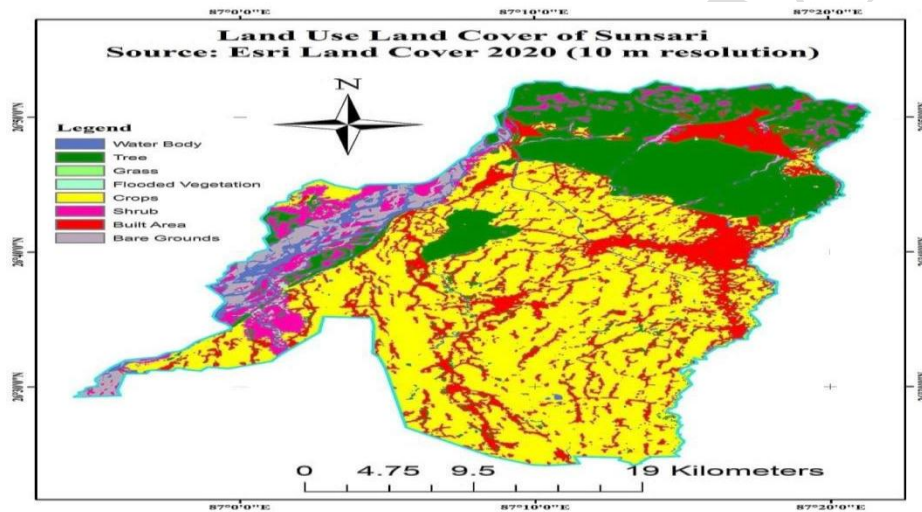 87°0'0"E 87°10'0"E 87°20'0"E
Land Use Land Cover of Sunsari
Source: Esri Land Cover 2020 (10 m resolution)
N
Legend
Water Body
Tree
Grass
Flooded Vegetation
Crops
Shrub
Built Area
Bare Grounds
0 4.75 9.5 19 Kilometers
87°0'0"E 87°10'0"E 87°20'0"E